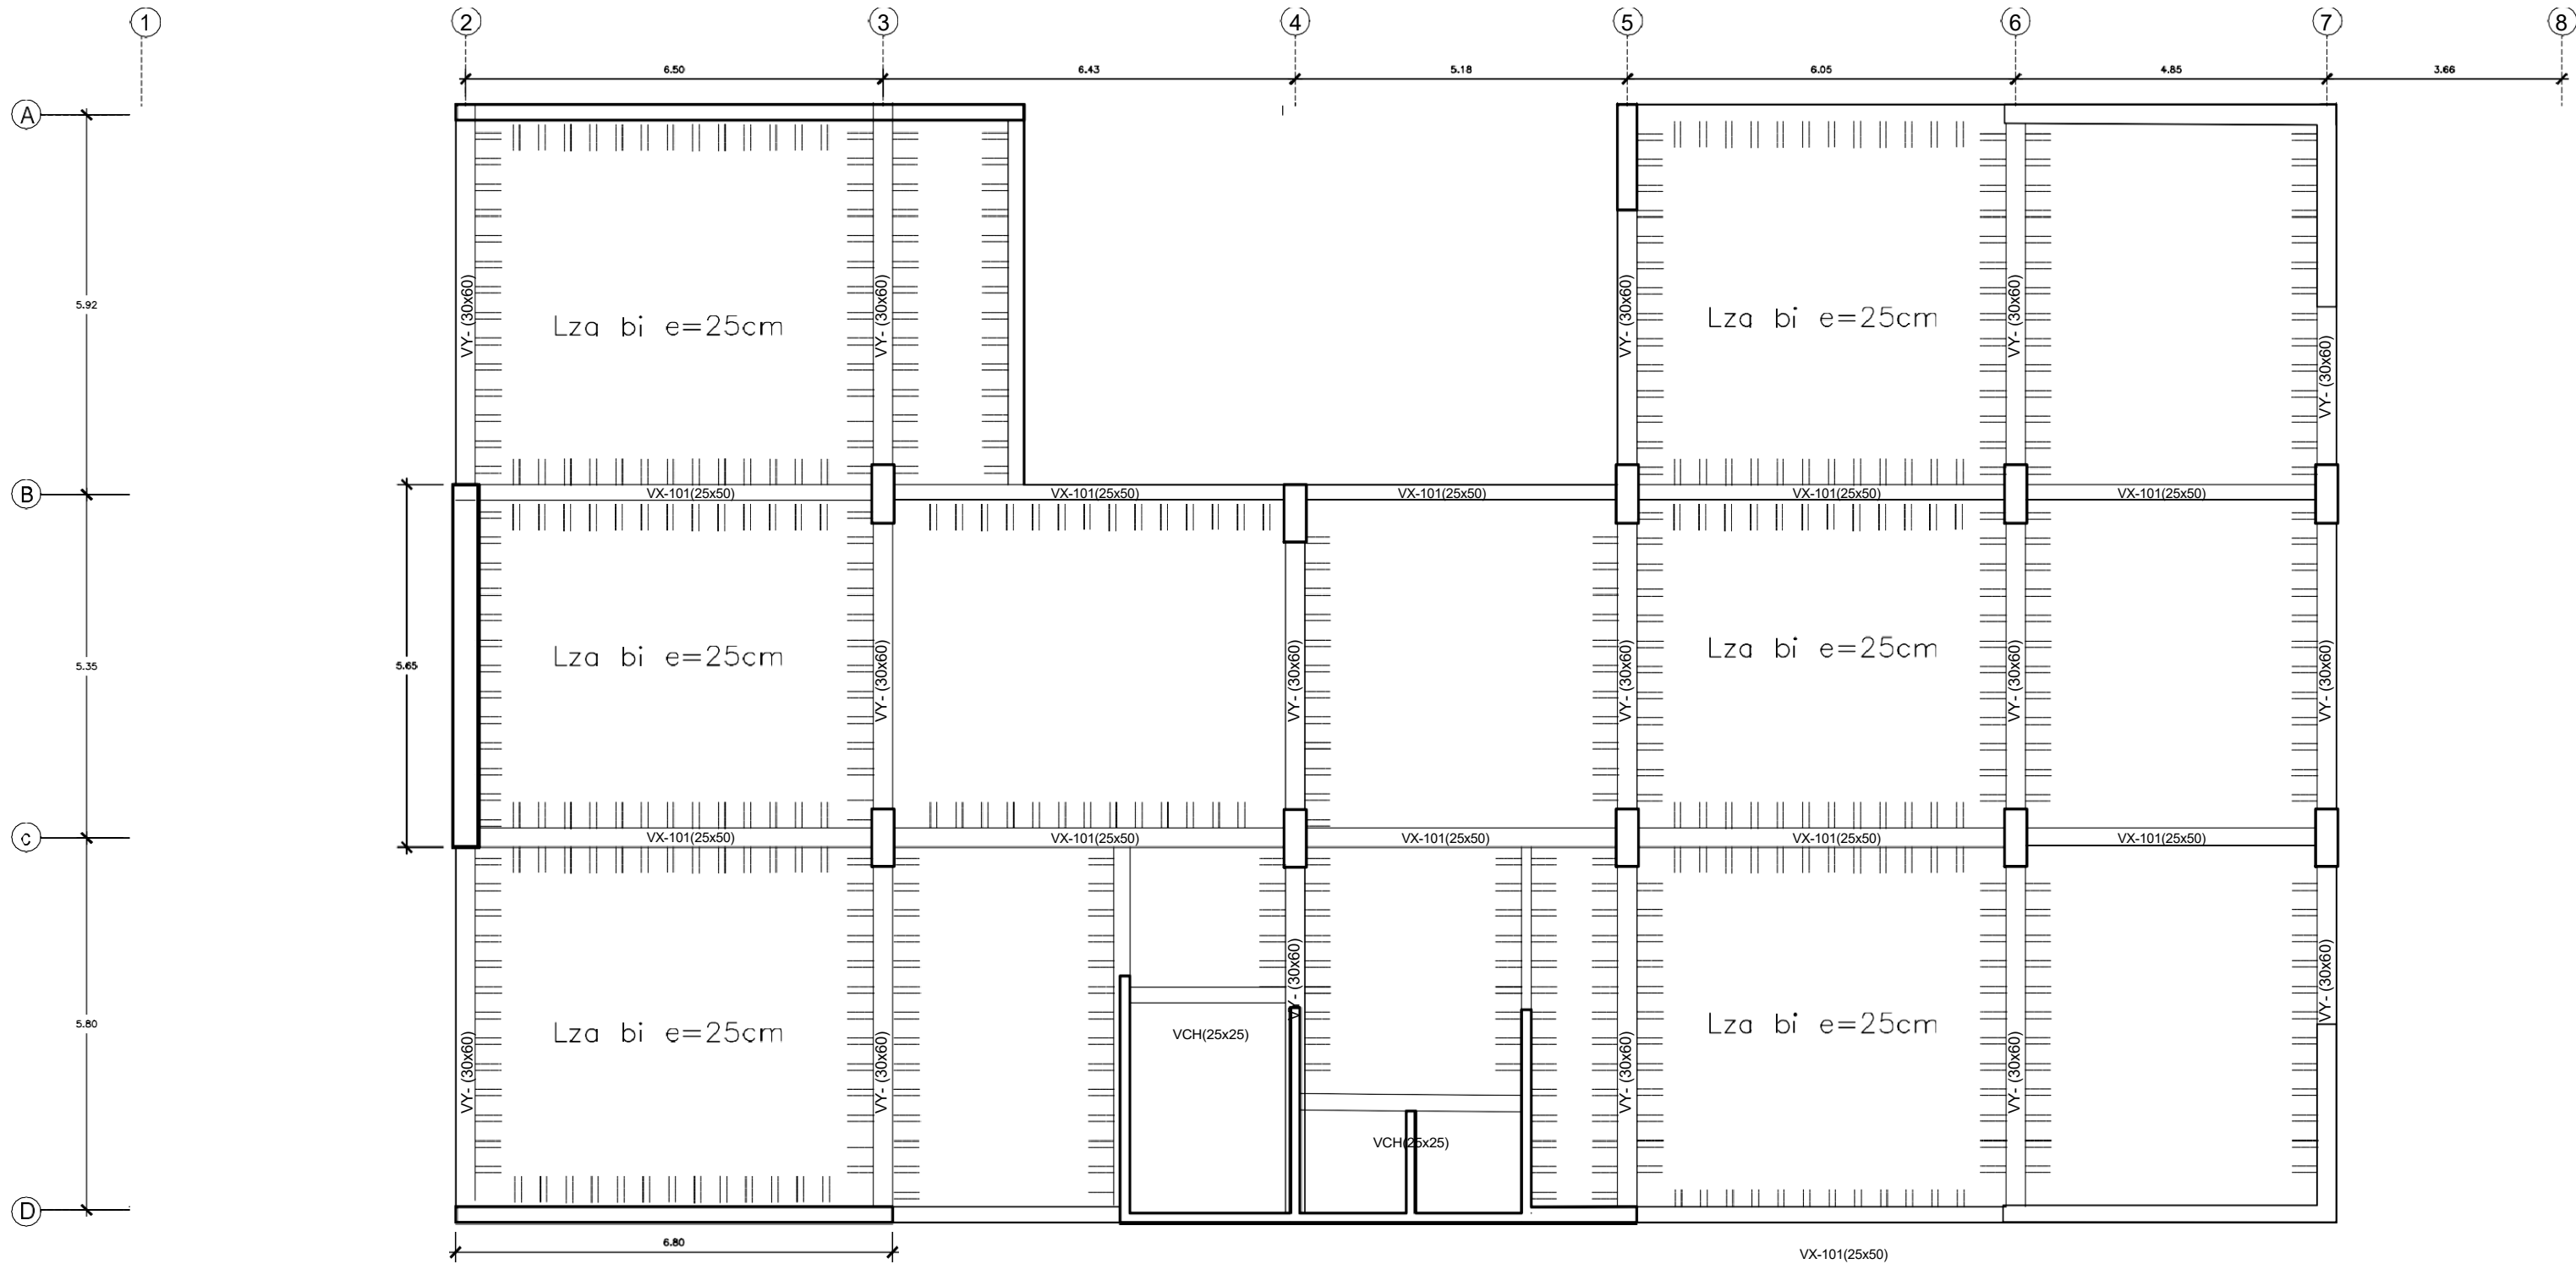 1 2 3 4 5 6 7 8
6.50 6.43 5.18 6.05 4.85 3.66
A
5.92
VY- (30x60) VY- (30x60) VY- (30x60) VY- (30x60) VY- (30x60)
Lza bi e=25cm Lza bi e=25cm
B
VX-101(25x50) VX-101(25x50) VX-101(25x50) VX-101(25x50) VX-101(25x50)
5.35
5.65
Lza bi e=25cm Lza bi e=25cm
VY- (30x60) VY- (30x60) VY- (30x60) VY- (30x60) VY- (30x60)
C
VX-101(25x50) VX-101(25x50) VX-101(25x50) VX-101(25x50) VX-101(25x50)
VY- (30x60) VY- (30x60)
5.80
Lza bi e=25cm Lza bi e=25cm
VCH(25x25)
VY- (30x60) VY- (30x60) VY- (30x60) VY- (30x60)
VCH(25x25)
D
6.80
VX-101(25x50)